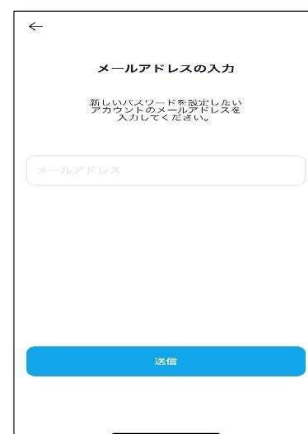 メールアドレスの入力
新しいパスワードを設定したい
アカウントのメールアドレスを
入力してください。
メールアドレス
送信